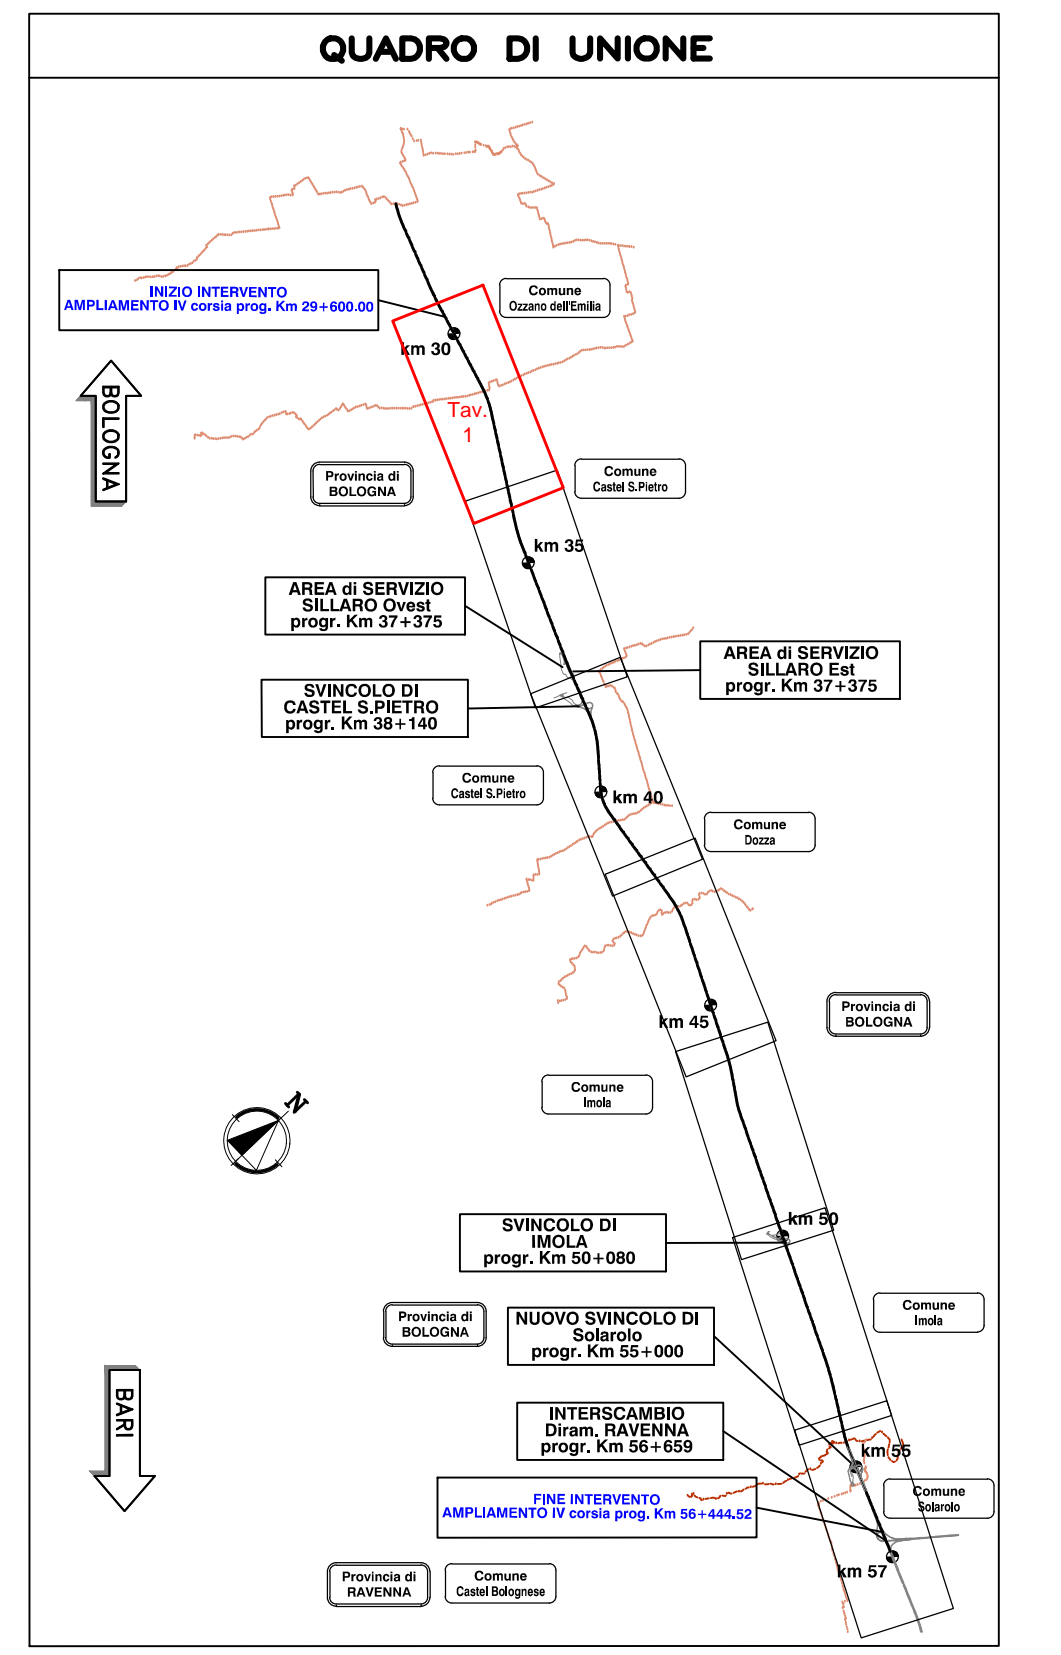 QUADRO DI UNIONE
INIZIO INTERVENTO
AMPLIAMENTO IV corsia prog. Km 29+600.00
Comune
Ozzano dell'Emilia
km 30
BOLOGNA
Tav.
1
Provincia di
BOLOGNA
Comune
Castel S.Pietro
km 35
AREA di SERVIZIO
SILLARO Ovest
progr. Km 37+375
AREA di SERVIZIO
SILLARO Est
progr. Km 37+375
SVINCOLO DI
CASTEL S.PIETRO
progr. Km 38+140
Comune
Castel S.Pietro
km 40
Comune
Dozza
km 45
Provincia di
BOLOGNA
Comune
Imola
N
SVINCOLO DI
IMOLA
progr. Km 50+080
km 50
Provincia di
BOLOGNA
Comune
Imola
NUOVO SVINCOLO DI
Solarolo
progr. Km 55+000
BARI
INTERSCAMBIO
Diram. RAVENNA
progr. Km 56+659
km 55
Comune
Solarolo
FINE INTERVENTO
AMPLIAMENTO IV corsia prog. Km 56+444.52
km 57
Provincia di
RAVENNA
Comune
Castel Bolognese